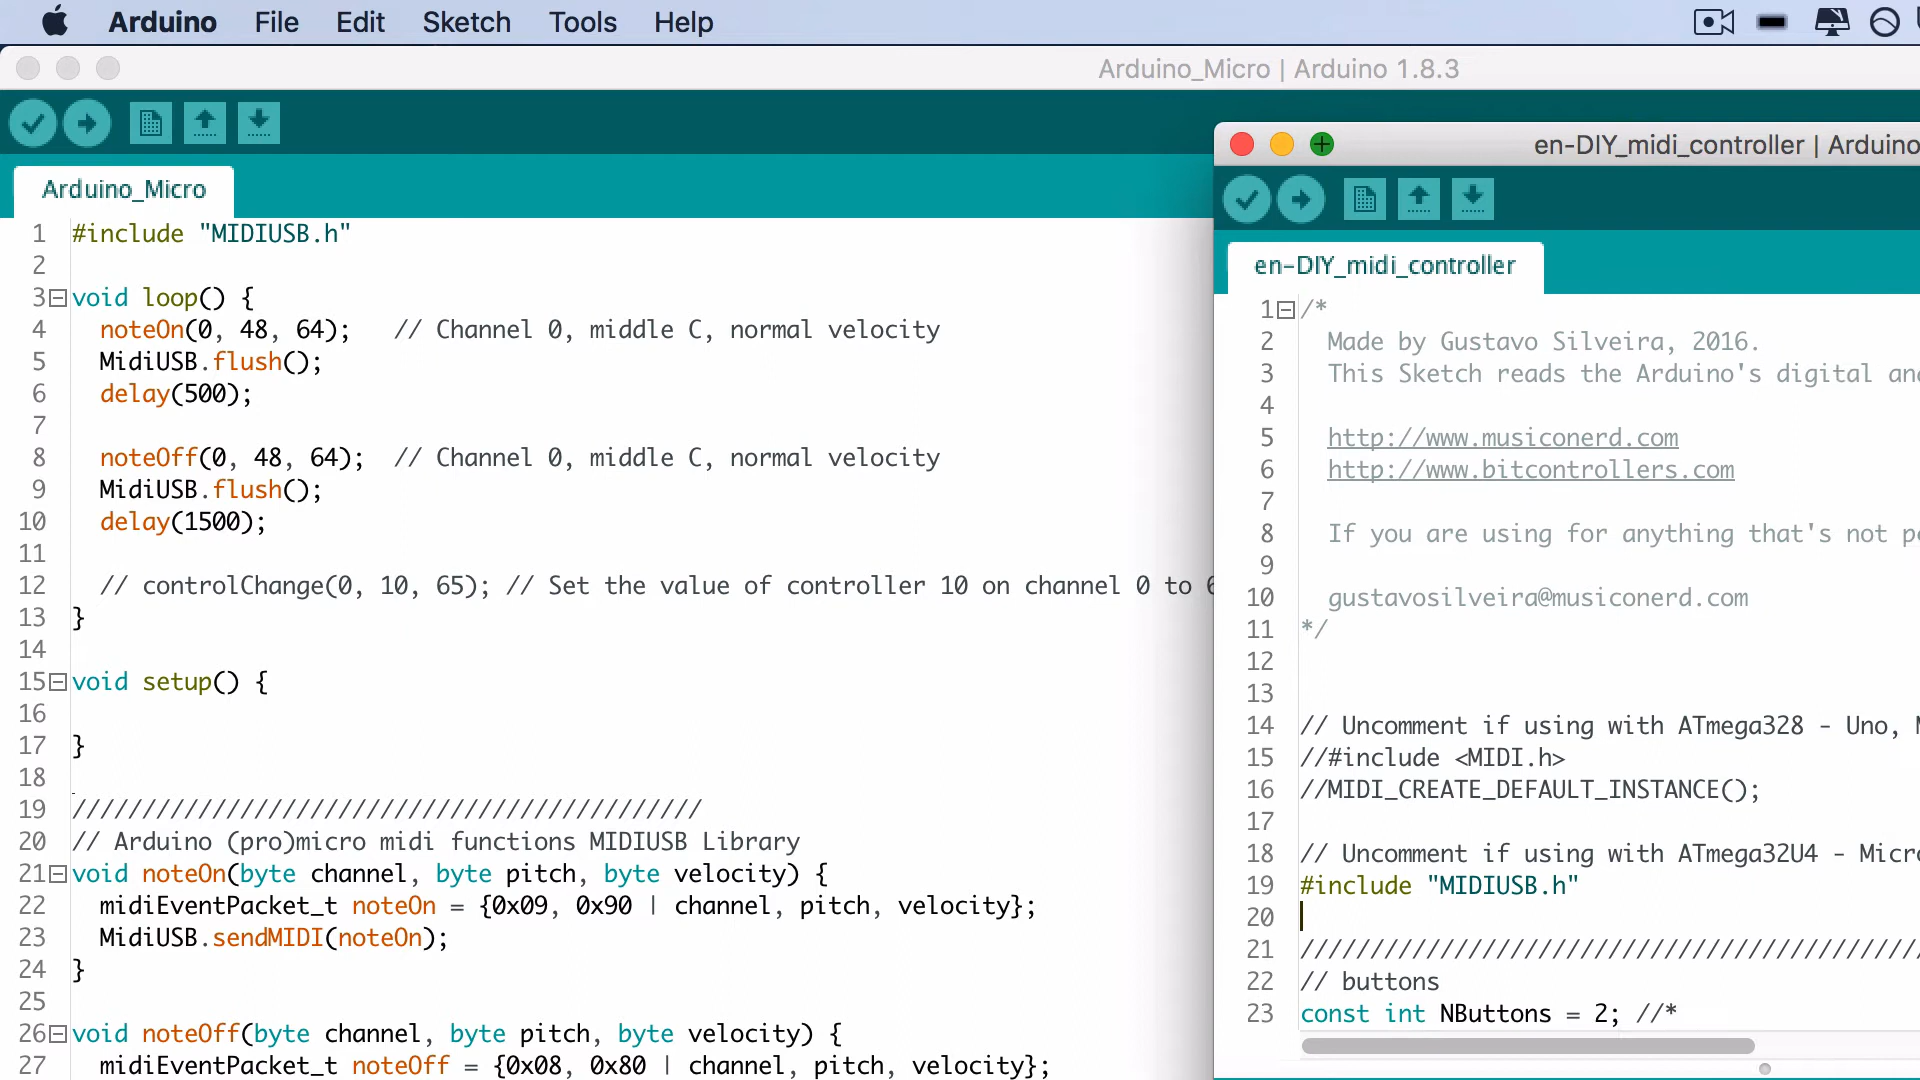 Arduino File Edit Sketch Tools Help
Arduino_Micro | Arduino 1.8.3
Arduino_Micro
1 #include "MIDIUSB.h"
2
3 void loop() {
4 noteOn(0, 48, 64); // Channel 0, middle C, normal velocity
5 MidiUSB.flush();
6 delay(500);
7
8 noteOff(0, 48, 64); // Channel 0, middle C, normal velocity
9 MidiUSB.flush();
10 delay(1500);
11
12 // controlChange(0, 10, 65); // Set the value of controller 10 on channel 0 to
13 }
14
15 void setup() {
16
17 }
18
19 /////////////////////////////////////////////
20 // Arduino (pro)micro midi functions MIDIUSB Library
21 void noteOn(byte channel, byte pitch, byte velocity) {
22 midiEventPacket_t noteOn = {0x09, 0x90 | channel, pitch, velocity};
23 MidiUSB.sendMIDI(noteOn);
24 }
25
26 void noteOff(byte channel, byte pitch, byte velocity) {
27 midiEventPacket_t noteOff = {0x08, 0x80 | channel, pitch, velocity};
en-DIY_midi_controller | Arduino
en-DIY_midi_controller
1 /*
2 Made by Gustavo Silveira, 2016.
3 This Sketch reads the Arduino's digital
4
5 http://www.musiconerd.com
6 http://www.bitcontrollers.com
7
8 If you are using for anything that's not
9
10 gustavosilveira@musiconerd.com
11 */
12
13
14 // Uncomment if using with ATmega328 - Uno,
15 //#include <MIDI.h>
16 //MIDI_CREATE_DEFAULT_INSTANCE();
17
18 // Uncomment if using with ATmega32U4 -
19 #include "MIDIUSB.h"
20
21 /////////////////////////////////////////////
22 // buttons
23 const int NButtons = 2; //*